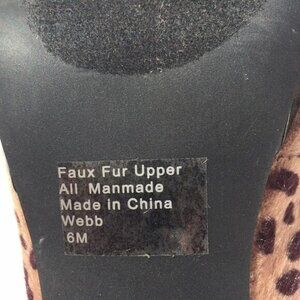 Faux Fur Upper
All Manmade
Made in China
Webb
6M